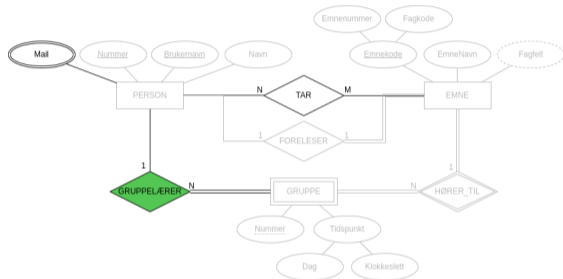 Emnenummer Fagkode
Mail Nummer Brukernavn Navn Emnekode EmneNavn Fagfelt
PERSON N TAR M EMNE
1 FORELESER 1
1 1
GRUPPELÆRER N GRUPPE N HØRER_TIL
Nummer Tidspunkt
Dag Klokkeslett